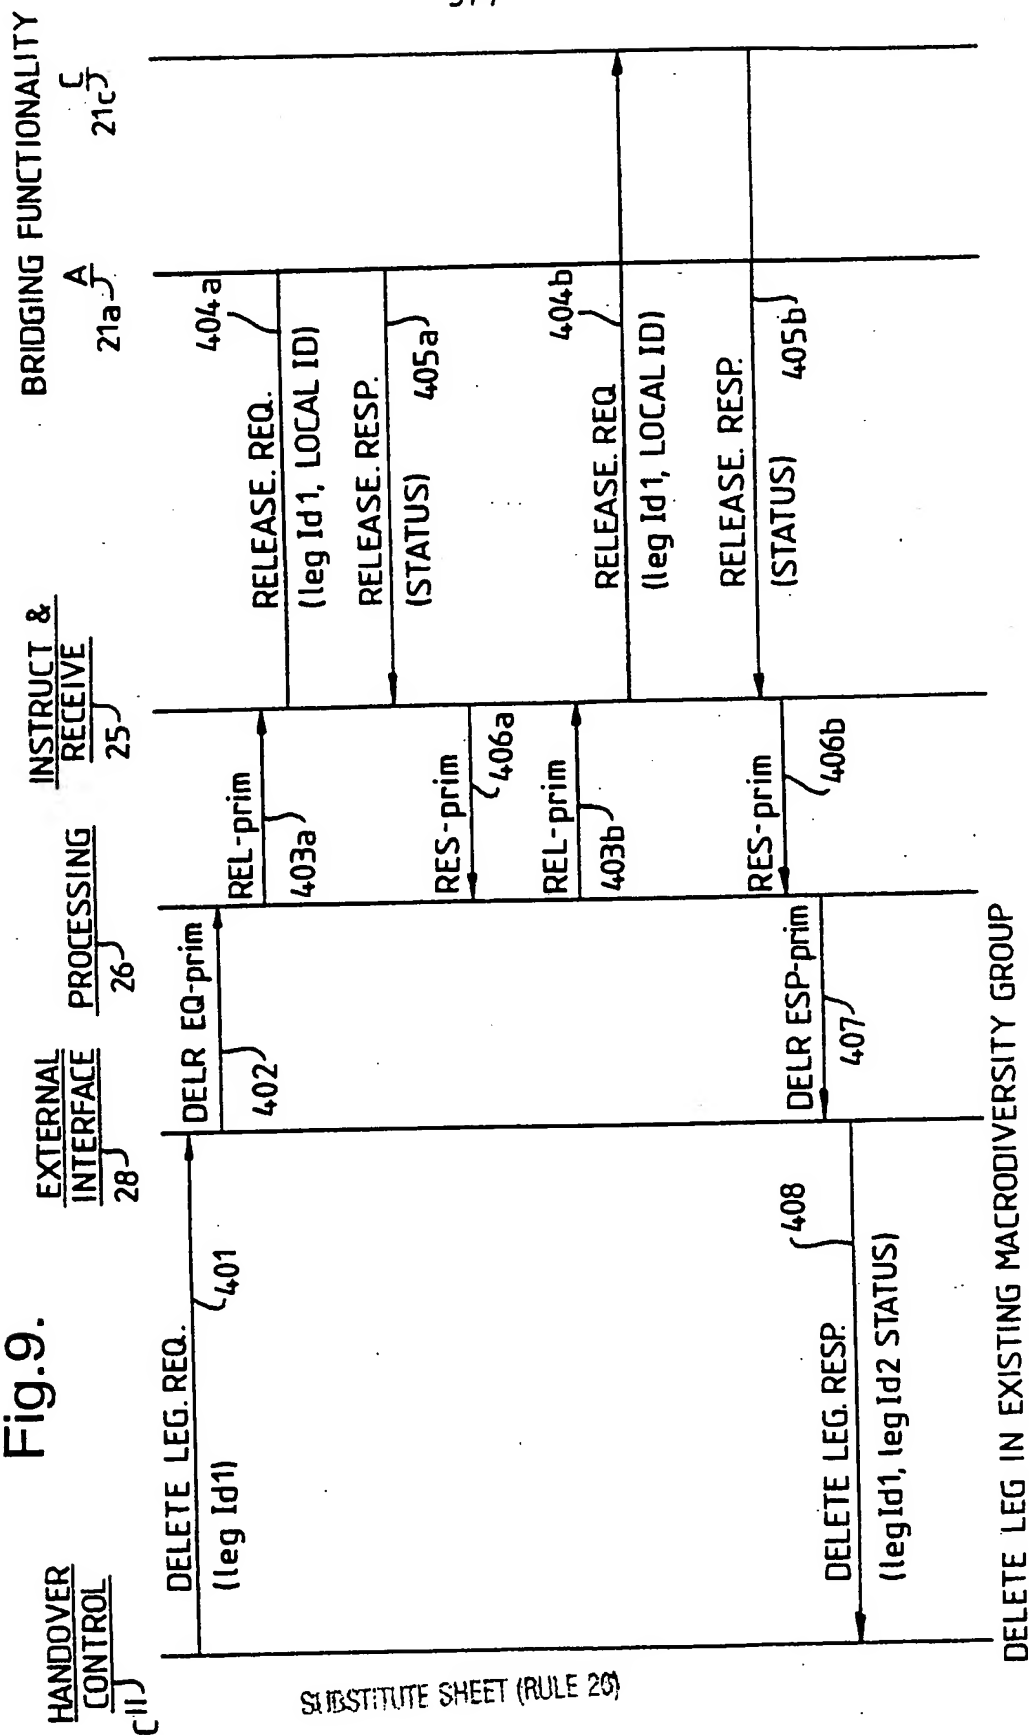 Fig.9.
HANDOVER
CONTROL
C11
EXTERNAL
INTERFACE
28
PROCESSING
26
INSTRUCT &
RECEIVE
25
BRIDGING FUNCTIONALITY
A
21a
C
21c
DELETE LEG. REQ.
(leg Id1)
401
DELR EQ-prim
402
REL-prim
403a
RELEASE. REQ.
(leg Id1, LOCAL ID)
404a
RELEASE. RESP.
(STATUS)
405a
RES-prim
406a
REL-prim
403b
RELEASE. REQ
(leg Id1, LOCAL ID)
404b
RELEASE. RESP.
(STATUS)
405b
RES-prim
406b
DELR ESP-prim
407
DELETE LEG. RESP.
(legId1, legId2 STATUS)
408
DELETE LEG IN EXISTING MACRODIVERSITY GROUP
SUBSTITUTE SHEET (RULE 26)